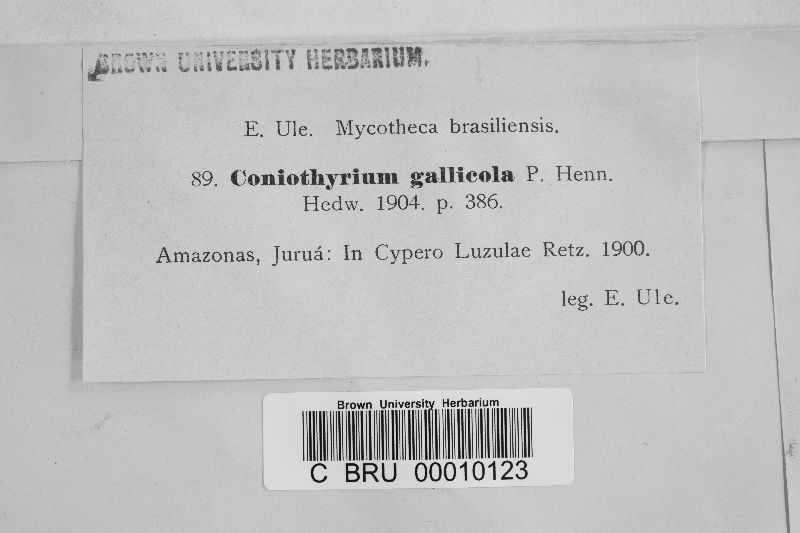 BROWN UNIVERSITY HERBARIUM.
E. Ule. Mycotheca brasiliensis.
89. Coniothyrium gallicola P. Henn.
Hedw. 1904. p. 386.
Amazonas, Juruá: In Cypero Luzulae Retz. 1900.
leg. E. Ule.
Brown University Herbarium
C BRU 00010123